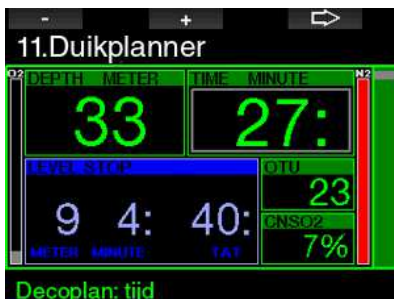 - +
11.Duikplanner
O2 DEPTH METER TIME MINUTE N2
33 27:
LEVEL STOP OTU
23
9 4: 40: CNSO2
METER MINUTE TAT 7%
Decoplan: tijd